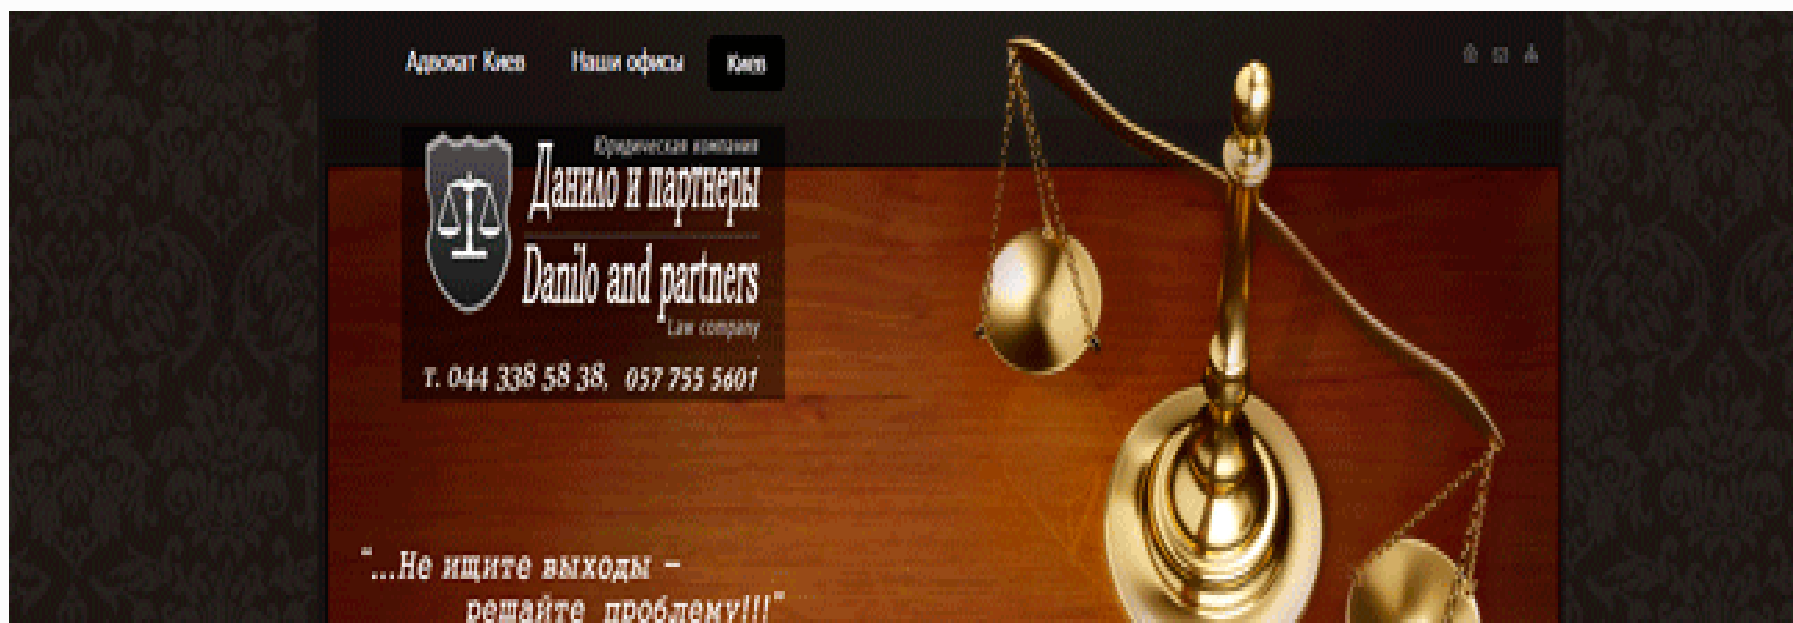 Адвокат Киев Наши офисы Киев
Юридическая компания
Данило и партнеры
Danilo and partners
Law company
т. 044 338 58 38, 057 755 5601
"...Не ищите выходы –
решайте проблему!!!"